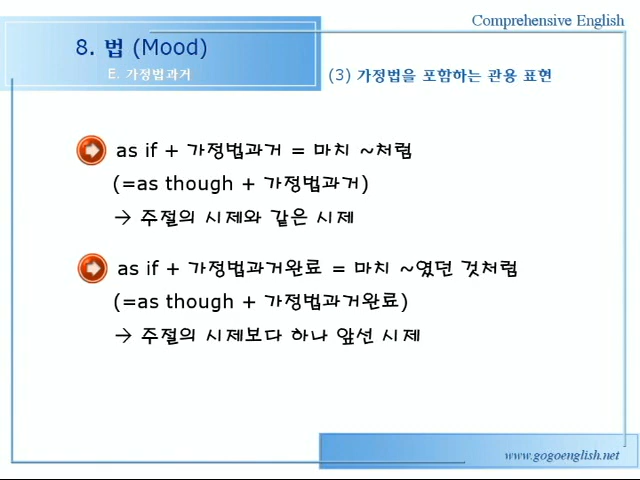 Comprehensive English
8. 법 (Mood)
E. 가정법과거
(3) 가정법을 포함하는 관용 표현
as if + 가정법과거 = 마치 ~처럼
(=as though + 가정법과거)
→ 주절의 시제와 같은 시제
as if + 가정법과거완료 = 마치 ~였던 것처럼
(=as though + 가정법과거완료)
→ 주절의 시제보다 하나 앞선 시제
www.gogoenglish.net